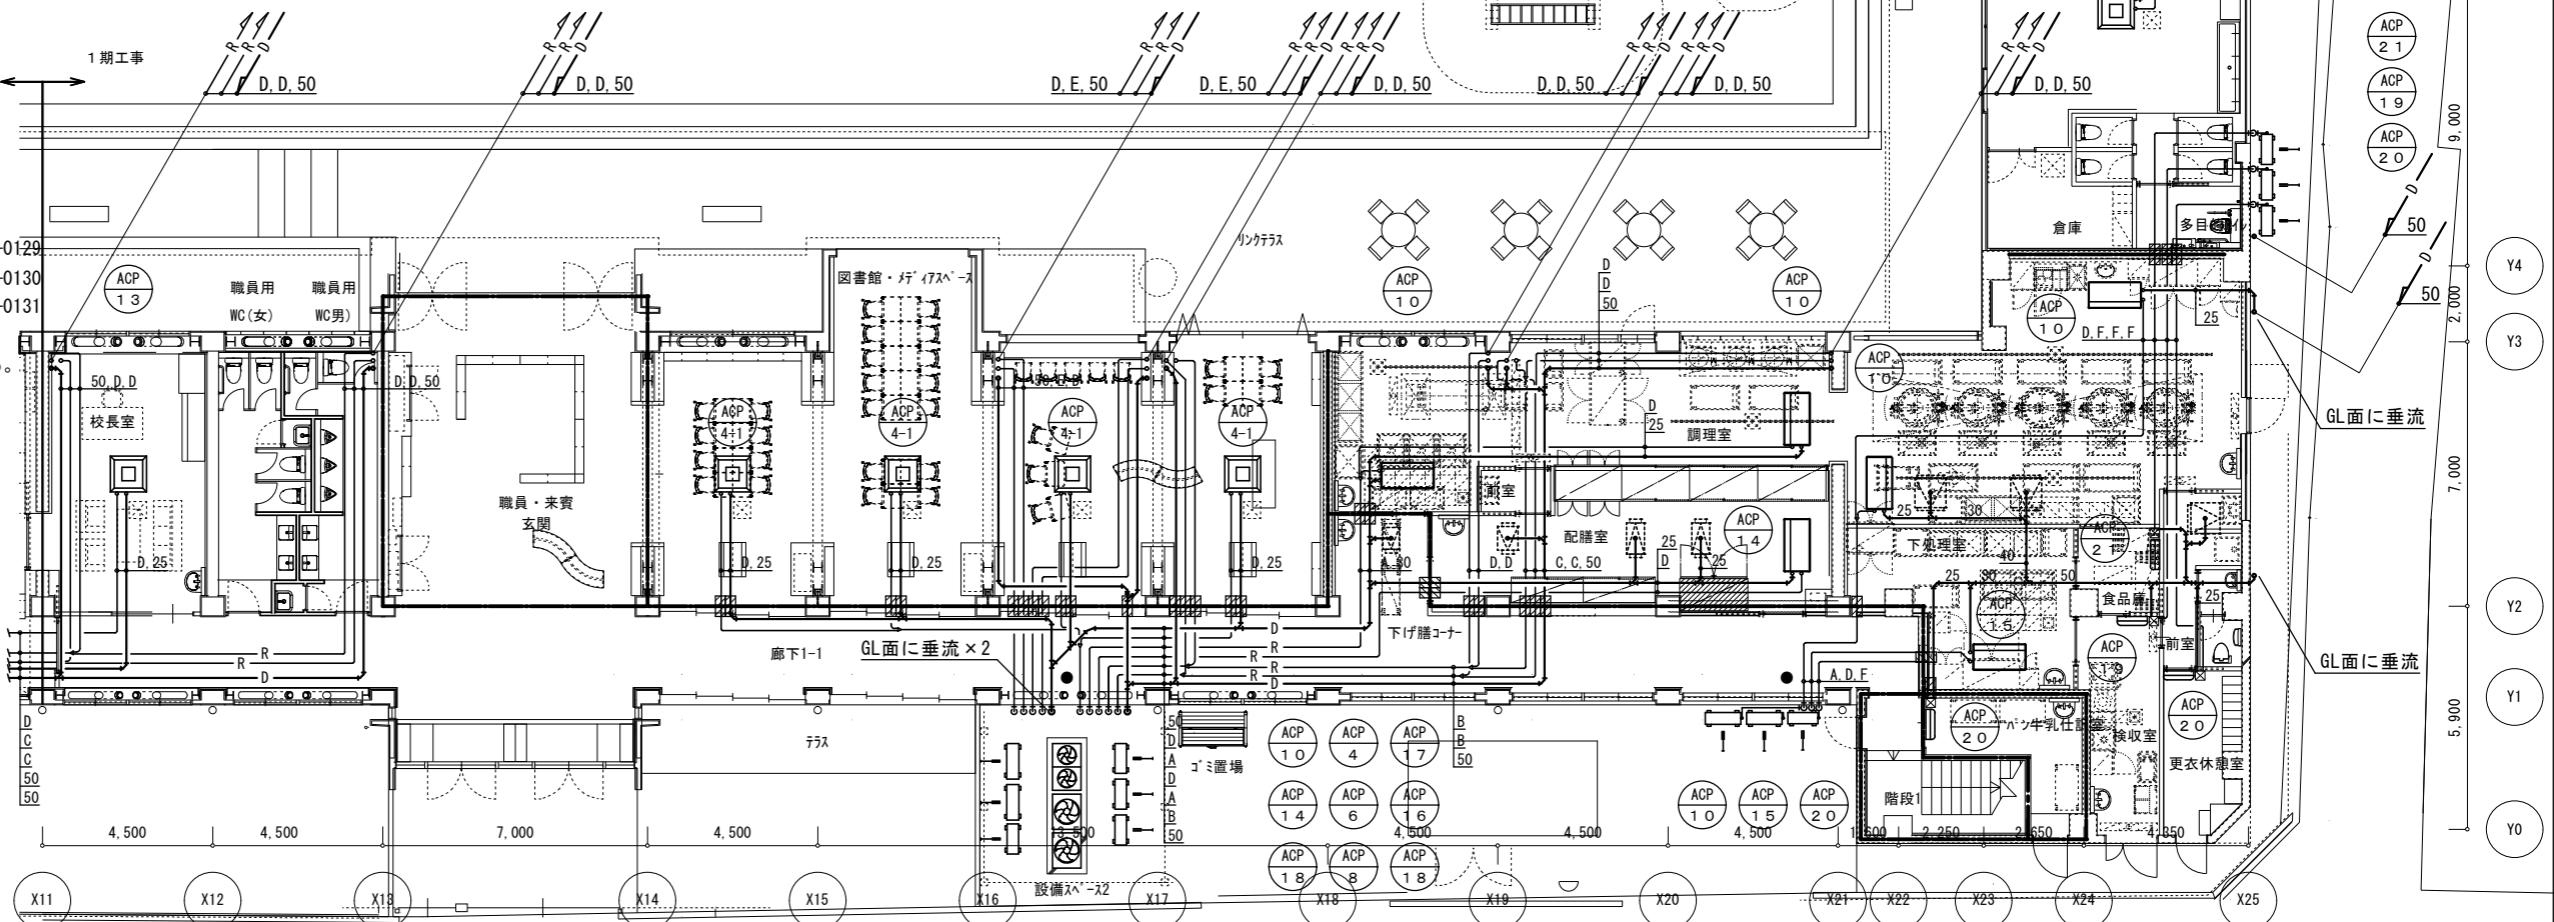 １期工事
D, D, 50
D, D, 50
D, E, 50
D, E, 50
D, D, 50
D, D, 50
D, D, 50
D, D, 50
R R D
R R D
R R D
R R D
R R D
R R D
R R D
R R D
ACP
２１
ACP
１９
ACP
２０
9,000
D
50
D
50
-0129
-0130
-0131
ACP
１３
職員用
WC(女)
職員用
WC男)
図書館・ﾒﾃﾞｨｱｽﾍﾟｰｽ
ﾘﾝｸﾃﾗｽ
ACP
１０
D
D
50
ACP
１０
倉庫
ACP
１０
25
D.F.F.F
Y4
2,000
Y3
50, D, D
校長室
D, D, 50
ACP
4-1
ACP
4-1
ACP
4-1
ACP
4-1
D
25
調理室
ACP
１０
GL面に垂流
7,000
職員・来賓
玄関
前室
配膳室
ACP
１４
25
30
下処理室
ACP
２１
40
D, 25
D, 25
D, 25
D, 25
A, 30
D, D
C, C, 50
25
D
25
25
30
50
食品庫
25
ACP
１５
Y2
下げ膳ｺｰﾅｰ
D
R
R
D
R
R
D
廊下1-1
GL面に垂流×2
前室
ACP
１９
GL面に垂流
A.D.F
Y1
D
C
C
50
50
ﾃﾗｽ
50
D
A
D
A
B
50
ｺﾞﾐ置場
ACP
１０
ACP
４
ACP
１７
B
B
50
ACP
２０
ﾊﾟﾝ牛乳仕訳室
検収室
ACP
２０
更衣休憩室
5,900
ACP
１４
ACP
６
ACP
１６
ACP
１０
ACP
１５
ACP
２０
階段1
4,500
4,500
7,000
4,500
13,500
4,500
4,500
4,500
2,250
2,650
4,350
Y0
ACP
１８
ACP
８
ACP
１８
設備ｽﾍﾟｰｽ2
X11
X12
X13
X14
X15
X16
X17
X18
X19
X20
X21
X22
X23
X24
X25